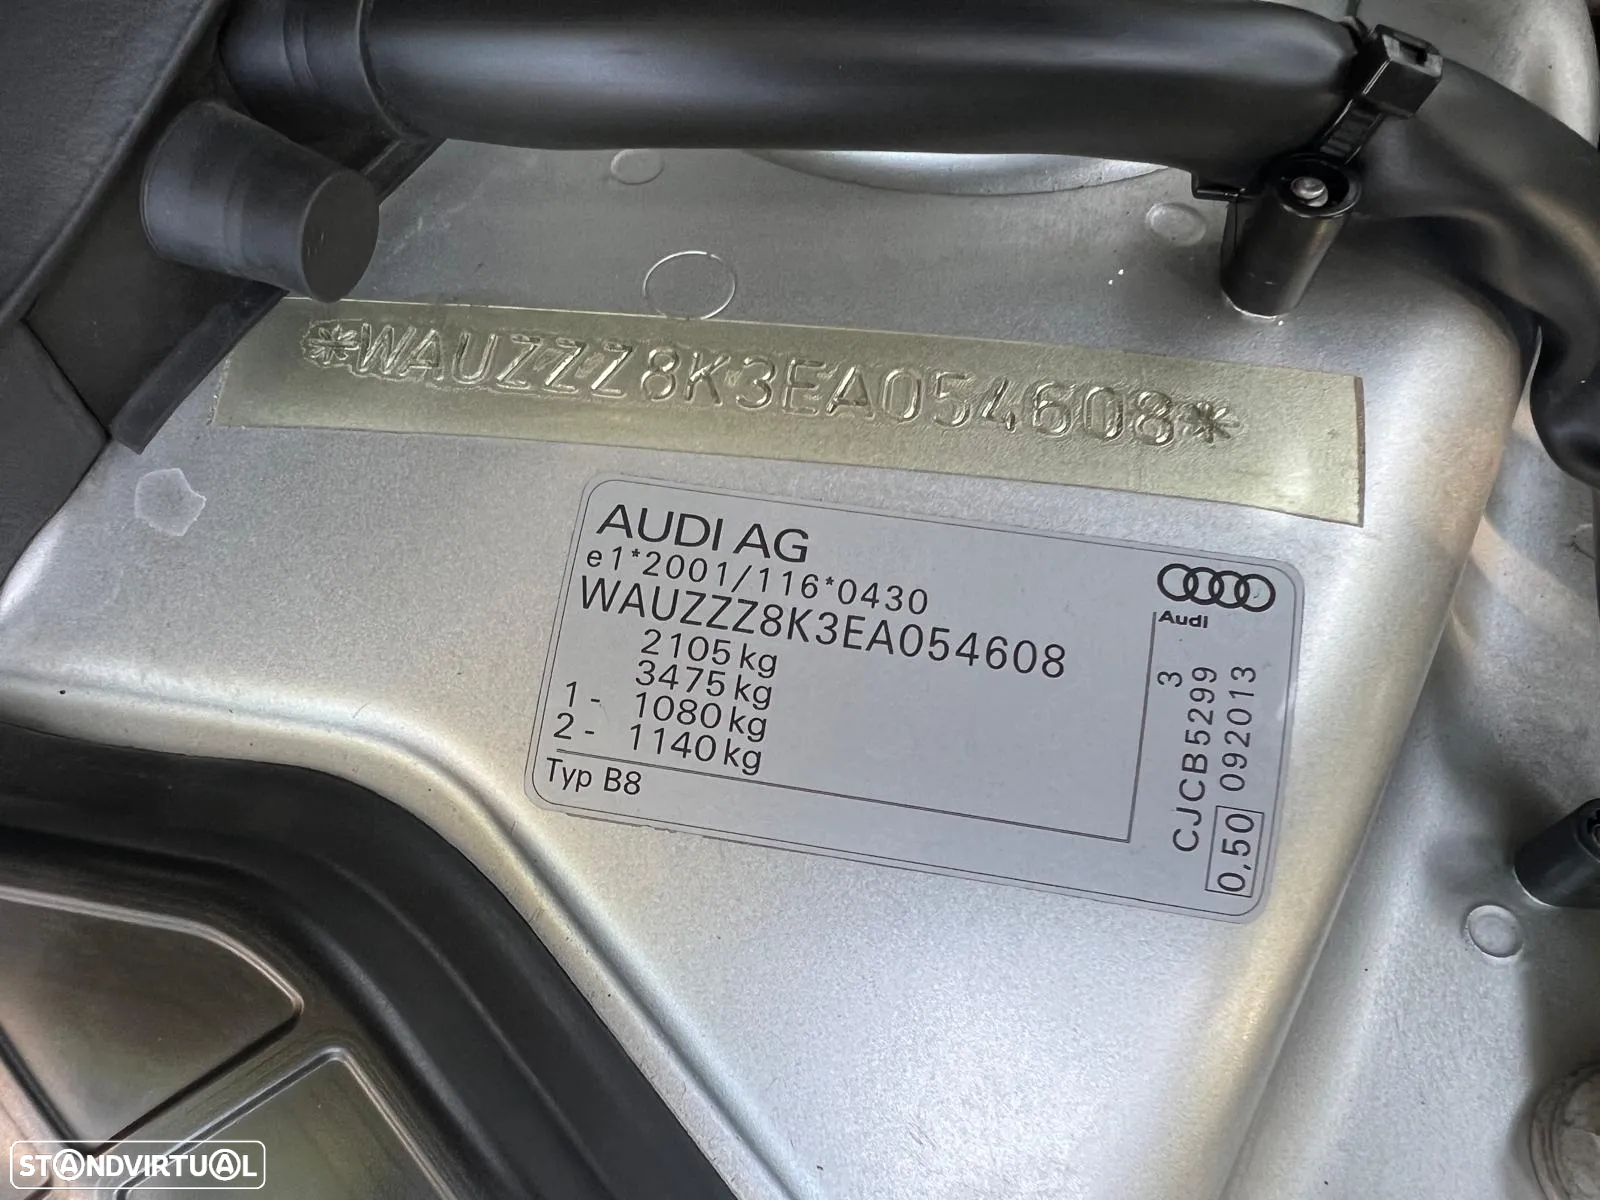 *WAUZZZ8K3EA054608*
AUDI AG
e1*2001/116*0430
WAUZZZ8K3EA054608
2105 kg
3475 kg
1 - 1080 kg
2 - 1140 kg
Typ B8
Audi
3
CJCB5299
0,50 092013
STANDVIRTUAL